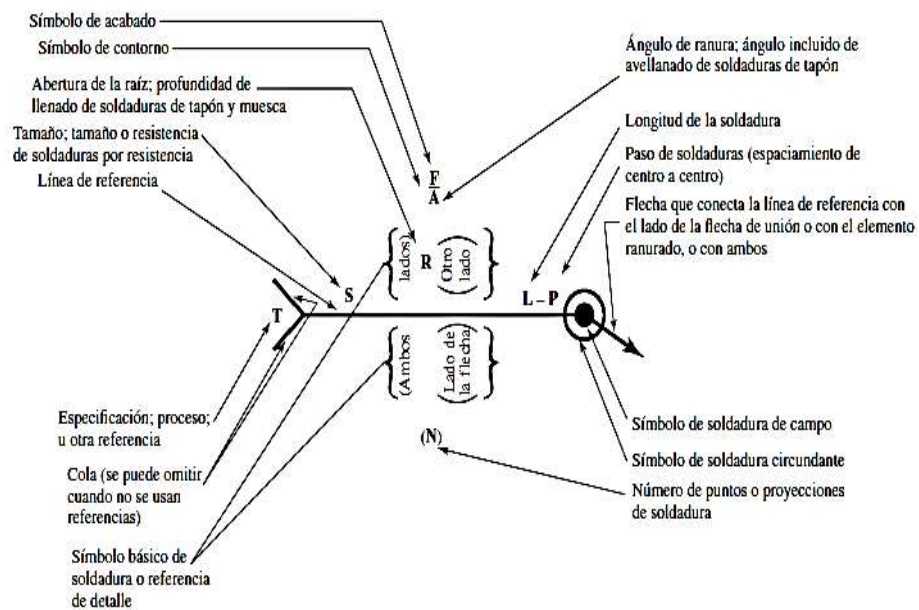 Símbolo de acabado
Símbolo de contorno
Abertura de la raíz; profundidad de
llenado de soldaduras de tapón y muesca
Tamaño; tamaño o resistencia
de soldaduras por resistencia
Línea de referencia
Ángulo de ranura; ángulo incluido de
avellanado de soldaduras de tapón
Longitud de la soldadura
Paso de soldaduras (espaciamiento de
centro a centro)
Flecha que conecta la línea de referencia con
el lado de la flecha de unión o con el elemento
ranurado, o con ambos
F
A
R
lados)
(Otro
lado)
S
L – P
T
(Ambos
(Lado de
la flecha)
(N)
Especificación; proceso;
u otra referencia
Cola (se puede omitir
cuando no se usan
referencias)
Símbolo básico de
soldadura o referencia
de detalle
Símbolo de soldadura de campo
Símbolo de soldadura circundante
Número de puntos o proyecciones
de soldadura